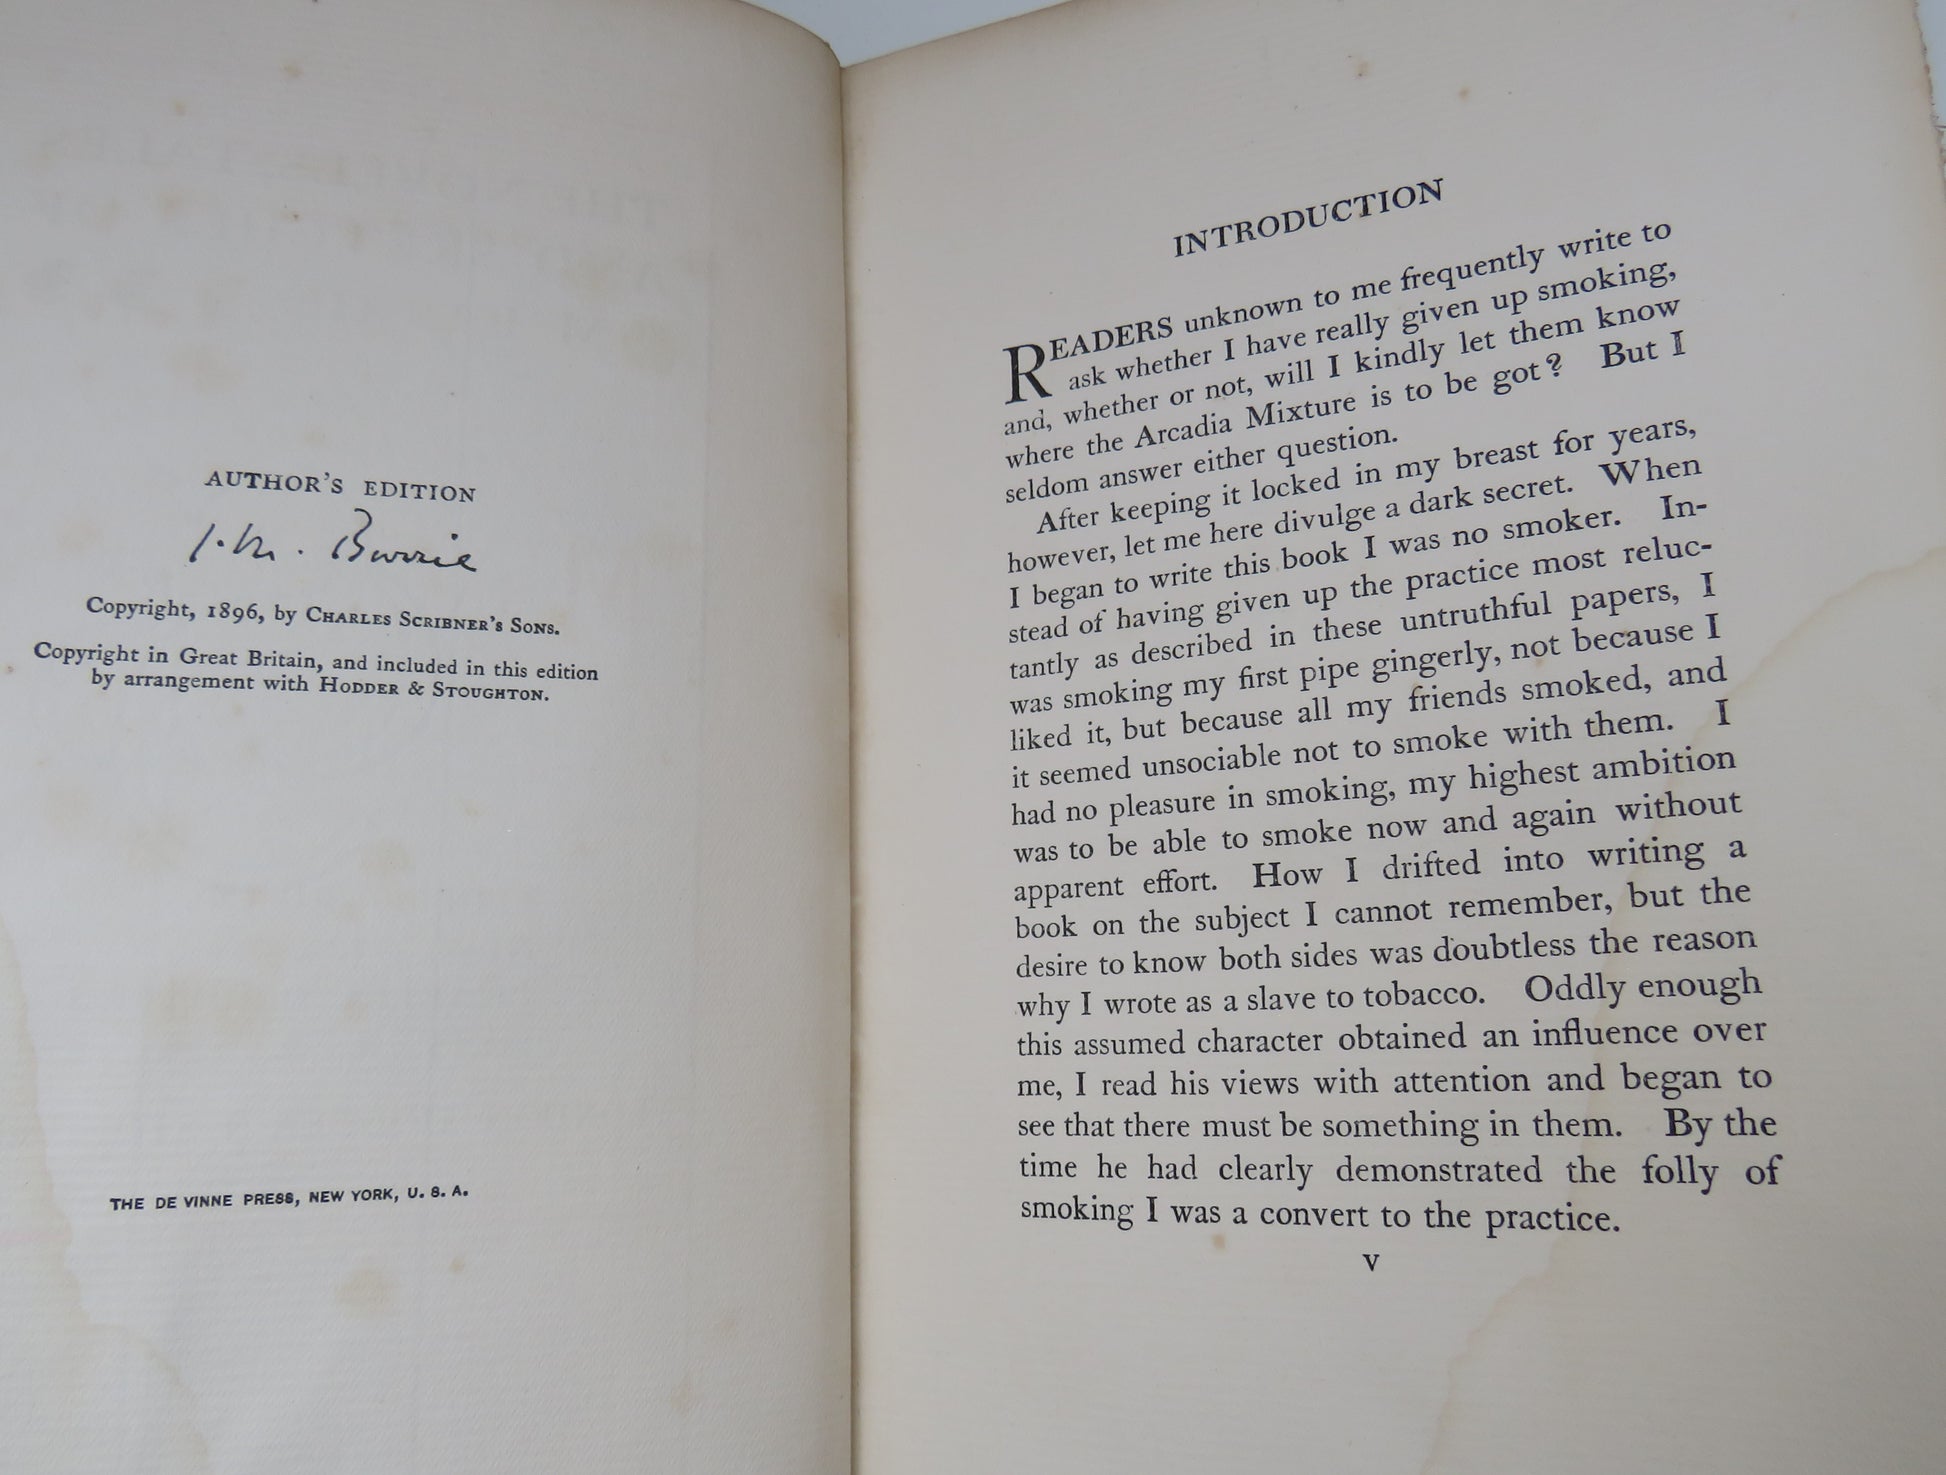 AUTHOR'S EDITION
J. M. Barrie
Copyright, 1896, by CHARLES SCRIBNER'S SONS.
Copyright in Great Britain, and included in this edition
by arrangement with HODDER & STOUGHTON.
THE DE VINNE PRESS, NEW YORK, U. S. A.
INTRODUCTION
READERS unknown to me frequently write to
ask whether I have really given up smoking,
and, whether or not, will I kindly let them know
where the Arcadia Mixture is to be got? But I
seldom answer either question.
After keeping it locked in my breast for years,
however, let me here divulge a dark secret. When
I began to write this book I was no smoker. In-
stead of having given up the practice most reluc-
tantly as described in these untruthful papers, I
was smoking my first pipe gingerly, not because I
liked it, but because all my friends smoked, and
it seemed unsociable not to smoke with them. I
had no pleasure in smoking, my highest ambition
was to be able to smoke now and again without
apparent effort. How I drifted into writing a
book on the subject I cannot remember, but the
desire to know both sides was doubtless the reason
why I wrote as a slave to tobacco. Oddly enough
this assumed character obtained an influence over
me, I read his views with attention and began to
see that there must be something in them. By the
time he had clearly demonstrated the folly of
smoking I was a convert to the practice.
v